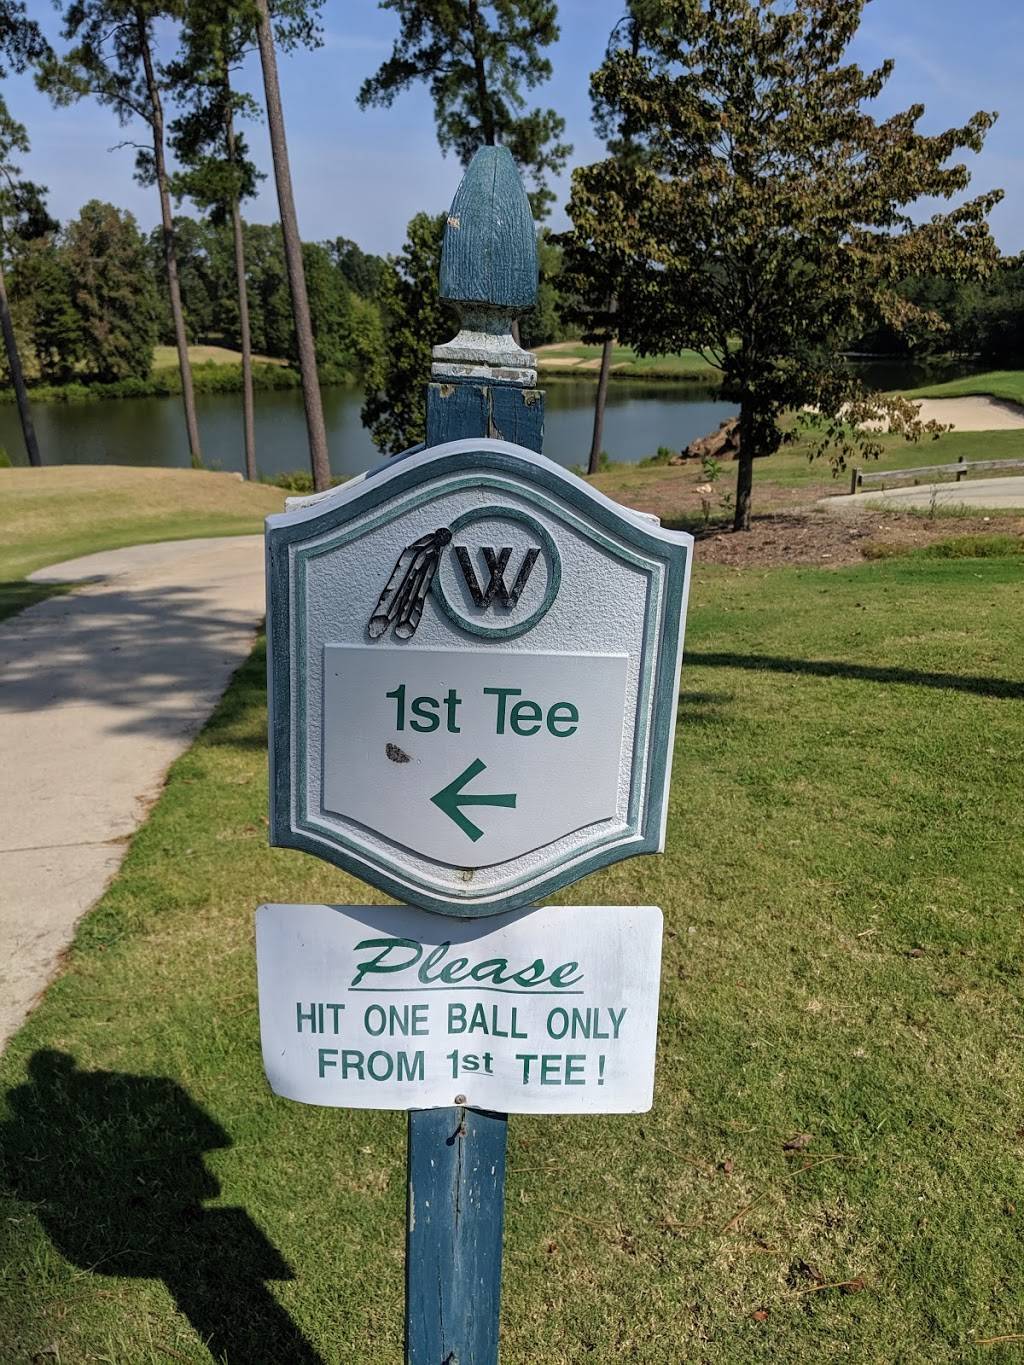 W
1st Tee
Please
HIT ONE BALL ONLY
FROM 1st TEE!